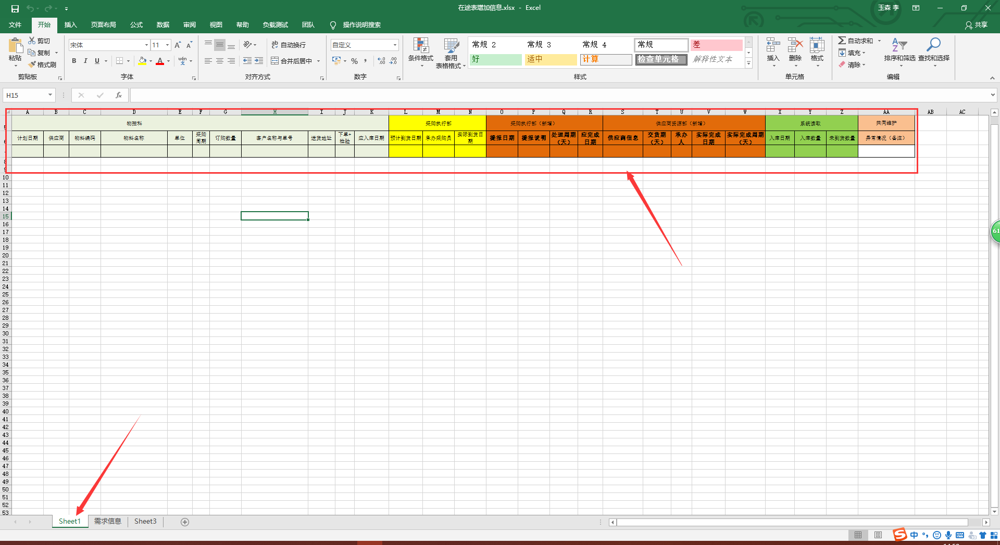 在途表增加信息.xlsx - Excel
玉森 李
文件 开始 插入 页面布局 公式 数据 审阅 视图 帮助 负载测试 团队 操作说明搜索 共享
粘贴 剪切 复制 格式刷 剪贴板
宋体 11 B I U A wén 文 字体
自动换行 合并后居中 对齐方式
自定义 % , 数字
条件格式 套用 表格格式
常规 2 常规 3 常规 4 常规 差
好 适中 计算 检查单元格 解释性文本
样式
插入 删除 格式 单元格
自动求和 填充 清除 排序和筛选 查找和选择 编辑
H15 fx
A B C D E F G H I J K L M N O P Q R S T U V W X Y Z AA AB AC
物控科 采购执行部 采购执行部（新增） 供应商资源部（新增） 系统读取 共同维护
计划日期 供应商 物料编码 物料名称 单位 采购周期 订购数量 客户名称与单号 送货地址 下单+检验 应入库日期 预计到货日期 承办采购员 实际到货日期 提报日期 提报说明 处理周期（天） 应完成日期 供应商信息 交货期（天） 承办人 实际完成日期 实际完成周期（天） 入库日期 入库数量 未到货数量 异常情况（备注）
8
9
10
11
12
13
14
15
16
17
18
19
20
21
22
23
24
25
26
27
28
29
30
31
32
33
34
35
36
37
38
39
40
41
42
43
44
45
46
47
48
49
50
51
52
53
61
Sheet1 需求信息 Sheet3
S 中